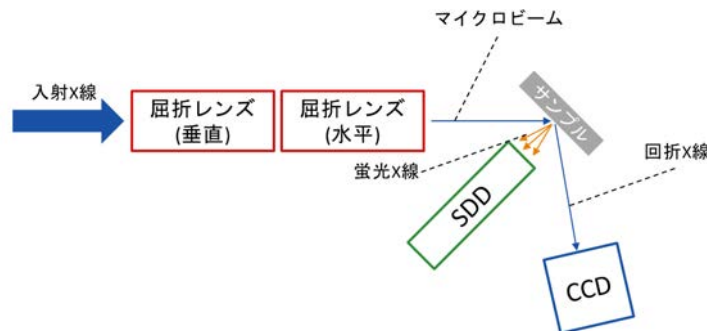 マイクロビーム
入射X線
屈折レンズ
(垂直)
屈折レンズ
(水平)
サンプル
蛍光X線
回折X線
SDD
CCD